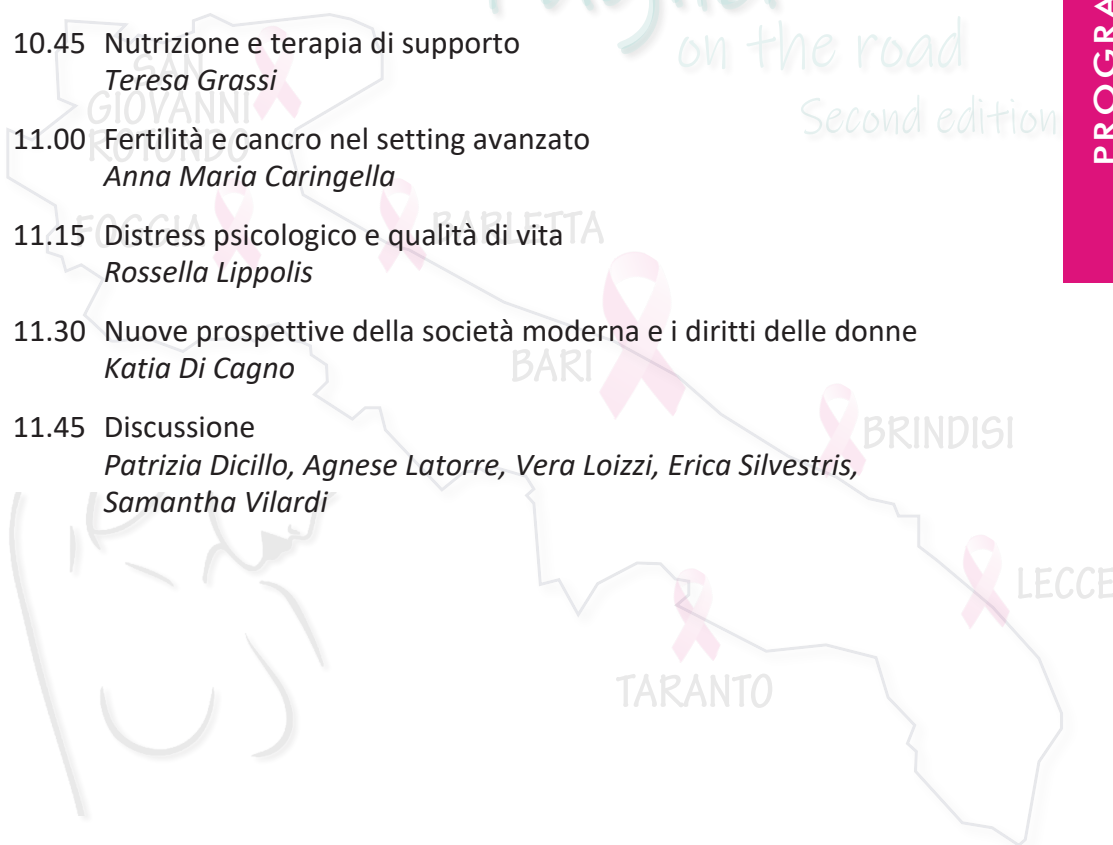 on the road
Second edition
10.45 Nutrizione e terapia di supporto
Teresa Grassi
11.00 Fertilità e cancro nel setting avanzato
Anna Maria Caringella
11.15 Distress psicologico e qualità di vita
Rossella Lippolis
11.30 Nuove prospettive della società moderna e i diritti delle donne
Katia Di Cagno
11.45 Discussione
Patrizia Dicillo, Agnese Latorre, Vera Loizzi, Erica Silvestris,
Samantha Vilardi
SAN
GIOVANNI
ROTONDO
FOGGIA
BARLETTA
BARI
BRINDISI
LECCE
TARANTO
PROGRA